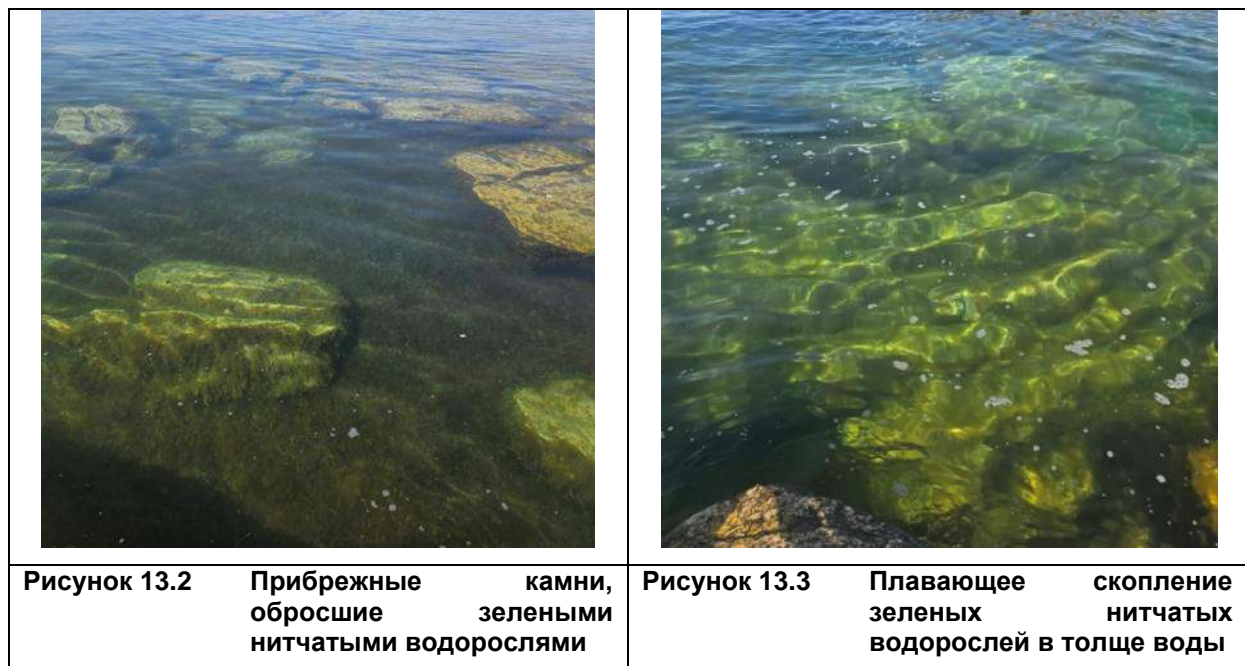 Рисунок 13.2 Прибрежные камни,
обросшие зелеными
нитчатыми водорослями
Рисунок 13.3 Плавающее скопление
зеленых нитчатых
водорослей в толще воды